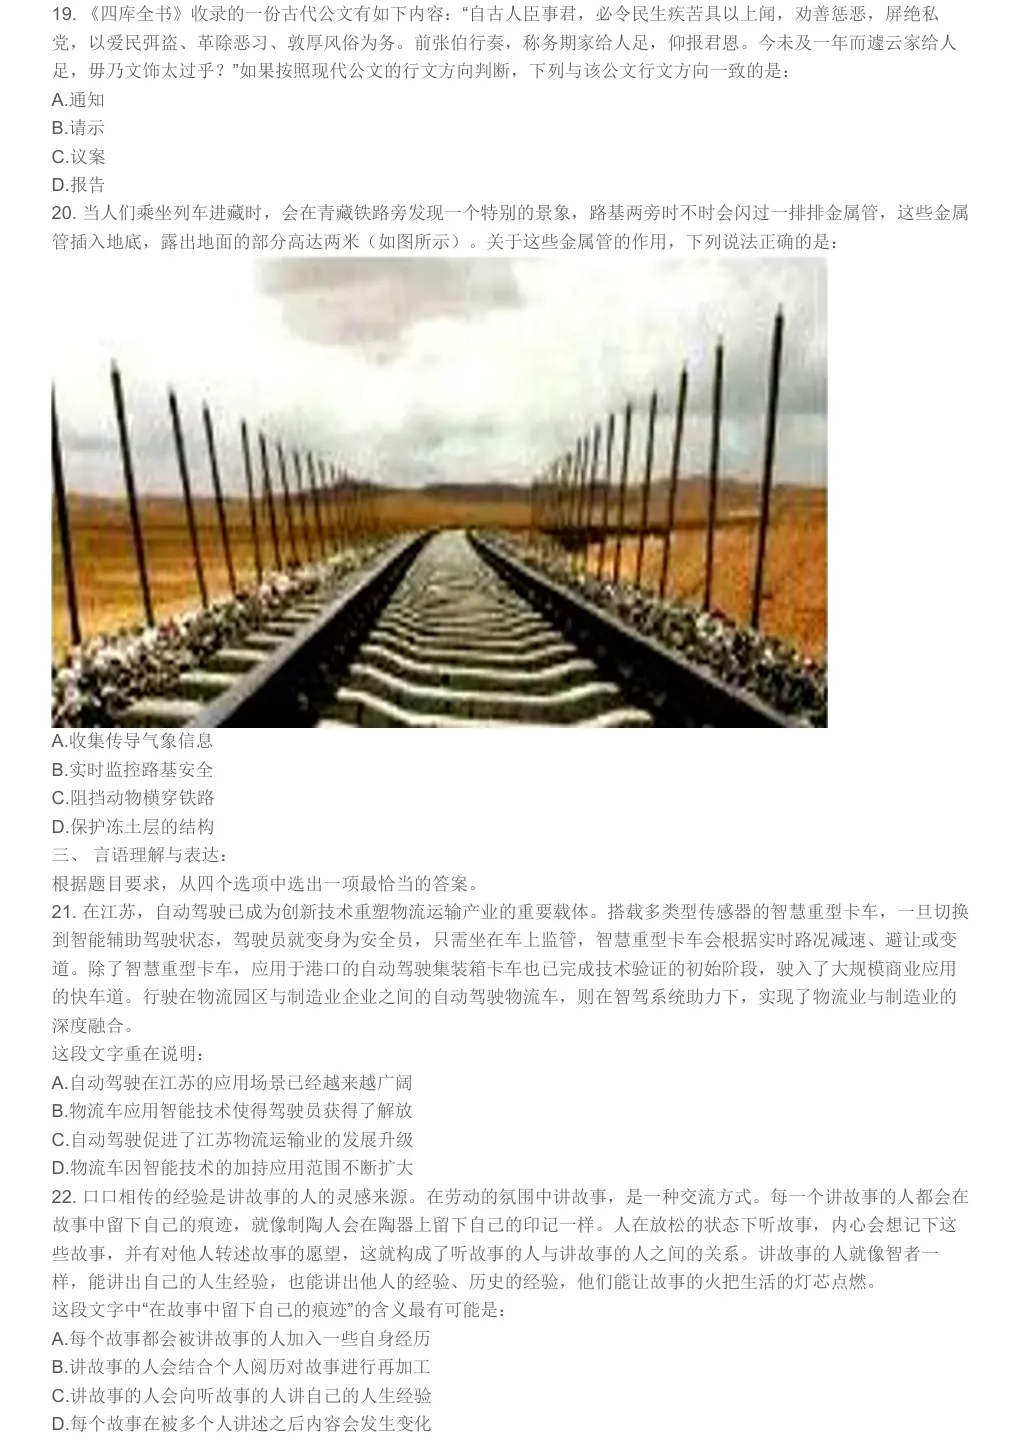 19. 《四库全书》收录的一份古代公文有如下内容：“自古人臣事君，必令民生疾苦具以上闻，劝善惩恶，屏绝私
党，以爱民弭盗、革除恶习、敦厚风俗为务。前张伯行奏，称务期家给人足，仰报君恩。今未及一年而遽云家给人
足，毋乃文饰太过乎？”如果按照现代公文的行文方向判断，下列与该公文行文方向一致的是：
A.通知
B.请示
C.议案
D.报告
20. 当人们乘坐列车进藏时，会在青藏铁路旁发现一个特别的景象，路基两旁时不时会闪过一排排金属管，这些金属
管插入地底，露出地面的部分高达两米（如图所示）。关于这些金属管的作用，下列说法正确的是：
A.收集传导气象信息
B.实时监控路基安全
C.阻挡动物横穿铁路
D.保护冻土层的结构
三、 言语理解与表达：
根据题目要求，从四个选项中选出一项最恰当的答案。
21. 在江苏，自动驾驶已成为创新技术重塑物流运输产业的重要载体。搭载多类型传感器的智慧重型卡车，一旦切换
到智能辅助驾驶状态，驾驶员就变身为安全员，只需坐在车上监管，智慧重型卡车会根据实时路况减速、避让或变
道。除了智慧重型卡车，应用于港口的自动驾驶集装箱卡车也已完成技术验证的初始阶段，驶入了大规模商业应用
的快车道。行驶在物流园区与制造业企业之间的自动驾驶物流车，则在智驾系统助力下，实现了物流业与制造业的
深度融合。
这段文字重在说明：
A.自动驾驶在江苏的应用场景已经越来越广阔
B.物流车应用智能技术使得驾驶员获得了解放
C.自动驾驶促进了江苏物流运输业的发展升级
D.物流车因智能技术的加持应用范围不断扩大
22. 口口相传的经验是讲故事的人的灵感来源。在劳动的氛围中讲故事，是一种交流方式。每一个讲故事的人都会在
故事中留下自己的痕迹，就像制陶人会在陶器上留下自己的印记一样。人在放松的状态下听故事，内心会想记下这
些故事，并有对他人转述故事的愿望，这就构成了听故事的人与讲故事的人之间的关系。讲故事的人就像智者一
样，能讲出自己的人生经验，也能讲出他人的经验、历史的经验，他们能让故事的火把生活的灯芯点燃。
这段文字中“在故事中留下自己的痕迹”的含义最有可能是：
A.每个故事都会被讲故事的人加入一些自身经历
B.讲故事的人会结合个人阅历对故事进行再加工
C.讲故事的人会向听故事的人讲自己的人生经验
D.每个故事在被多个人讲述之后内容会发生变化